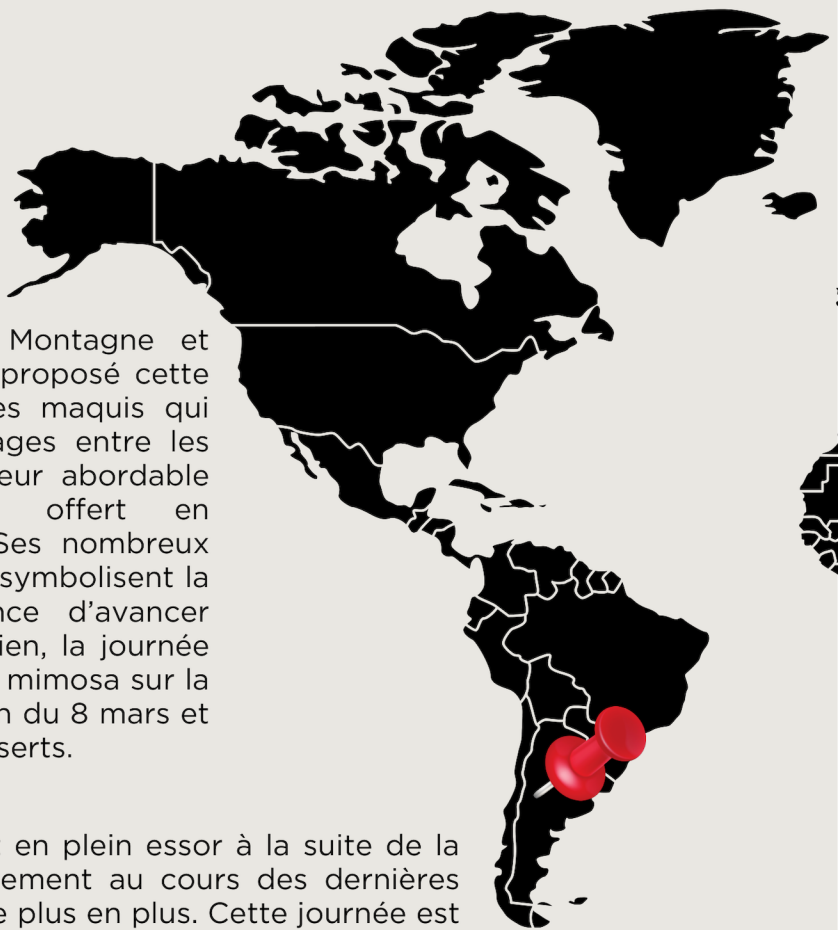 Montagne et
proposé cette
es maquis qui
ages entre les
eur abordable
offert en
Ses nombreux
symbolisent la
nce d'avancer
ien, la journée
mimosa sur la
n du 8 mars et
serts.
en plein essor à la suite de la
ement au cours des dernières
e plus en plus. Cette journée est